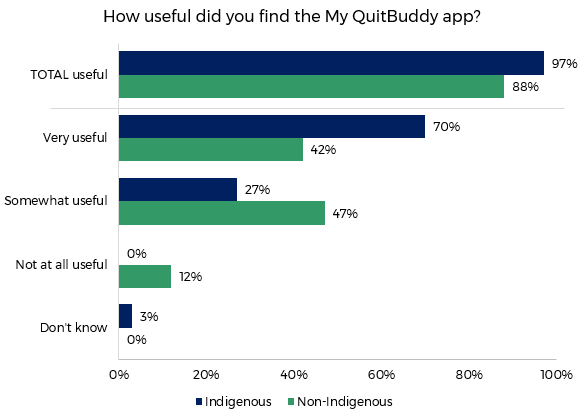 How useful did you find the My QuitBuddy app?
TOTAL useful
97%
88%
Very useful
70%
42%
Somewhat useful
27%
47%
Not at all useful
0%
12%
Don't know
3%
0%
0% 20% 40% 60% 80% 100%
Indigenous Non-Indigenous